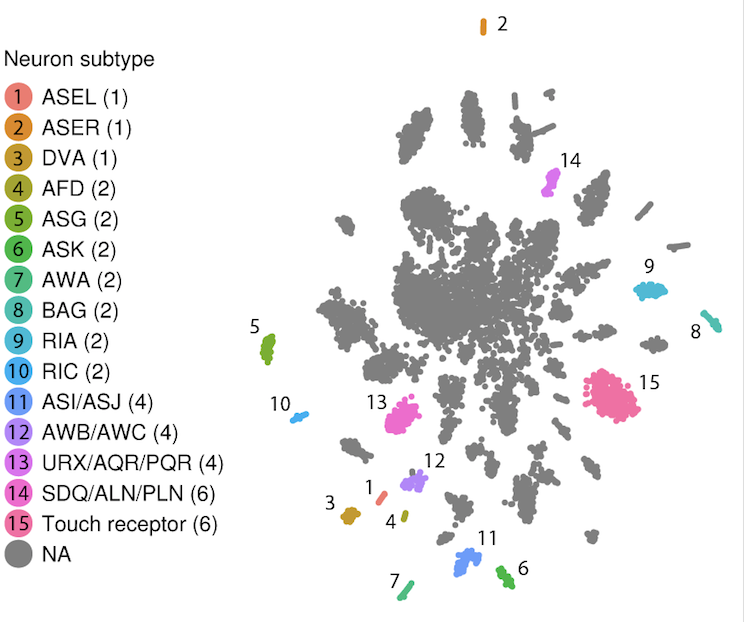 Neuron subtype
1 ASEL (1)
2 ASER (1)
3 DVA (1)
4 AFD (2)
5 ASG (2)
6 ASK (2)
7 AWA (2)
8 BAG (2)
9 RIA (2)
10 RIC (2)
11 ASI/ASJ (4)
12 AWB/AWC (4)
13 URX/AQR/PQR (4)
14 SDQ/ALN/PLN (6)
15 Touch receptor (6)
NA
2
14
9
8
5
15
10
13
12
1
3
4
11
6
7